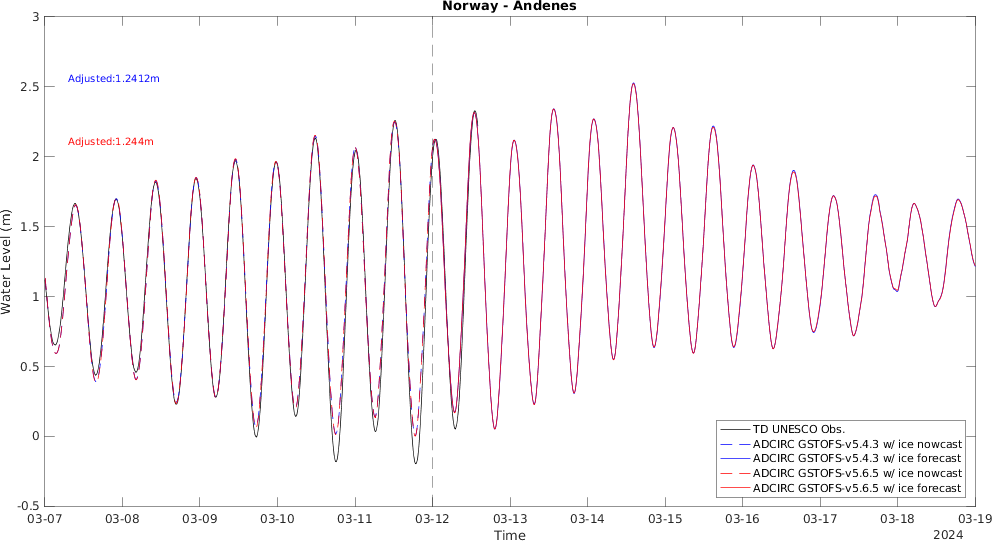 Norway - Andenes
3
2.5
2
1.5
1
0.5
0
-0.5
Water Level (m)
Adjusted:1.2412m
Adjusted:1.244m
TD UNESCO Obs.
ADCIRC GSTOFS-v5.4.3 w/ ice nowcast
ADCIRC GSTOFS-v5.4.3 w/ ice forecast
ADCIRC GSTOFS-v5.6.5 w/ ice nowcast
ADCIRC GSTOFS-v5.6.5 w/ ice forecast
03-07 03-08 03-09 03-10 03-11 03-12 03-13 03-14 03-15 03-16 03-17 03-18 03-19
Time
2024